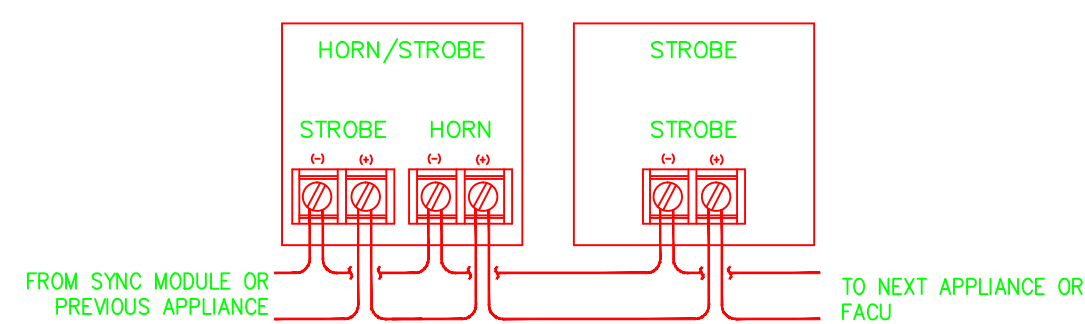 HORN/STROBE
STROBE
STROBE HORN
STROBE
(-) (+) (-) (+)
(-) (+)
FROM SYNC MODULE OR
PREVIOUS APPLIANCE
TO NEXT APPLIANCE OR
FACU